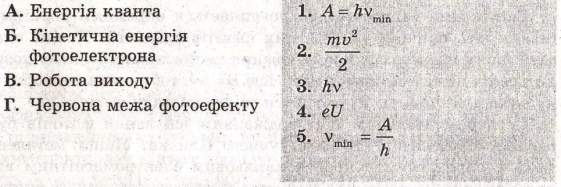 А. Енергія кванта
Б. Кінетична енергія
фотоелектрона
В. Робота виходу
Г. Червона межа фотоефекту
1. A = hν_min
2. mv²/2
3. hν
4. eU
5. ν_min = A/h